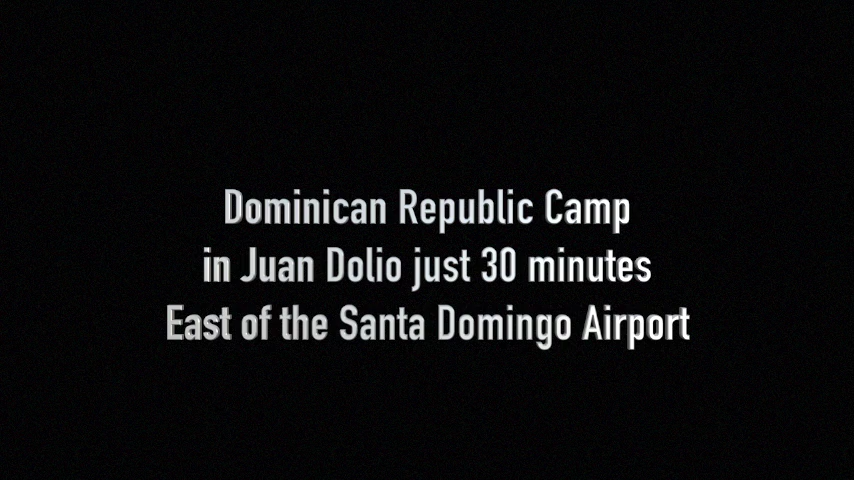 Dominican Republic Camp
in Juan Dolio just 30 minutes
East of the Santa Domingo Airport